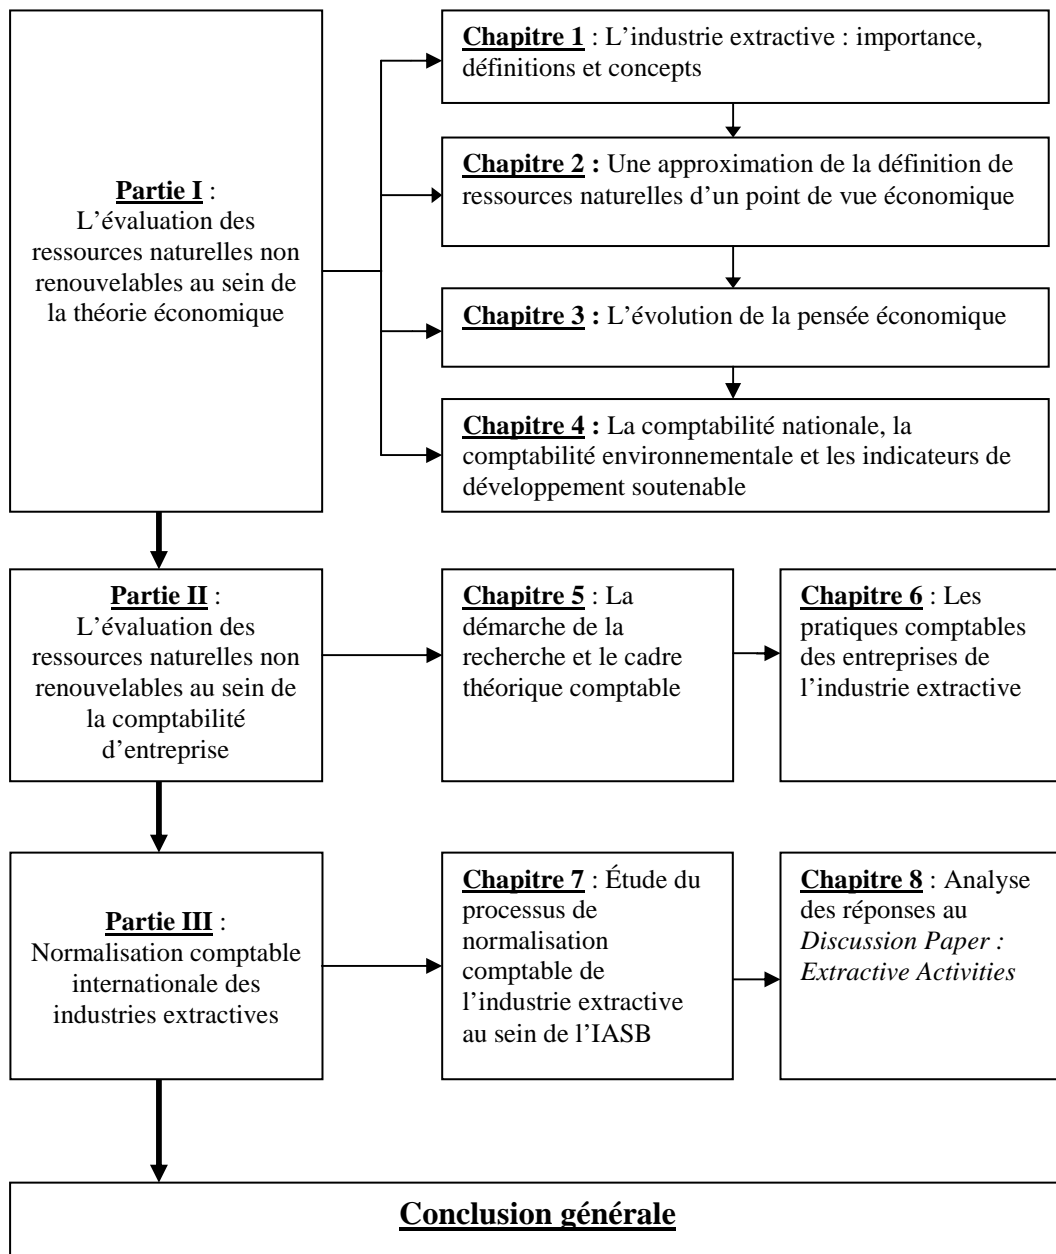 Partie I :
L’évaluation des
ressources naturelles non
renouvelables au sein de
la théorie économique
Chapitre 1 : L’industrie extractive : importance,
définitions et concepts
Chapitre 2 : Une approximation de la définition de
ressources naturelles d’un point de vue économique
Chapitre 3 : L’évolution de la pensée économique
Chapitre 4 : La comptabilité nationale, la
comptabilité environnementale et les indicateurs de
développement soutenable
Partie II :
L’évaluation des
ressources naturelles non
renouvelables au sein de
la comptabilité
d’entreprise
Chapitre 5 : La
démarche de la
recherche et le cadre
théorique comptable
Chapitre 6 : Les
pratiques comptables
des entreprises de
l’industrie extractive
Partie III :
Normalisation comptable
internationale des
industries extractives
Chapitre 7 : Étude du
processus de
normalisation
comptable de
l’industrie extractive
au sein de l’IASB
Chapitre 8 : Analyse
des réponses au
Discussion Paper :
Extractive Activities
Conclusion générale